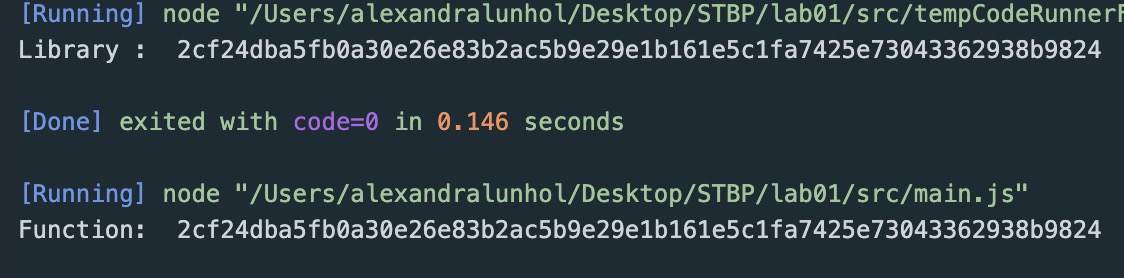 [Running] node "/Users/alexandralunhol/Desktop/STBP/lab01/src/tempCodeRunnerF
Library :  2cf24dba5fb0a30e26e83b2ac5b9e29e1b161e5c1fa7425e73043362938b9824
[Done] exited with code=0 in 0.146 seconds
[Running] node "/Users/alexandralunhol/Desktop/STBP/lab01/src/main.js"
Function:  2cf24dba5fb0a30e26e83b2ac5b9e29e1b161e5c1fa7425e73043362938b9824